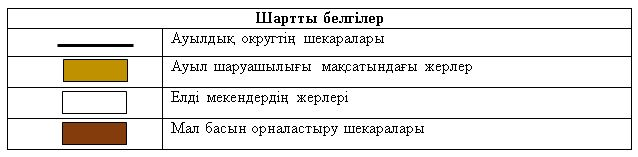 Шартты белгілер
Ауылдық округтің шекаралары
Ауыл шаруашылығы мақсатындағы жерлер
Елді мекендердің жерлері
Мал басын орналастыру шекаралары